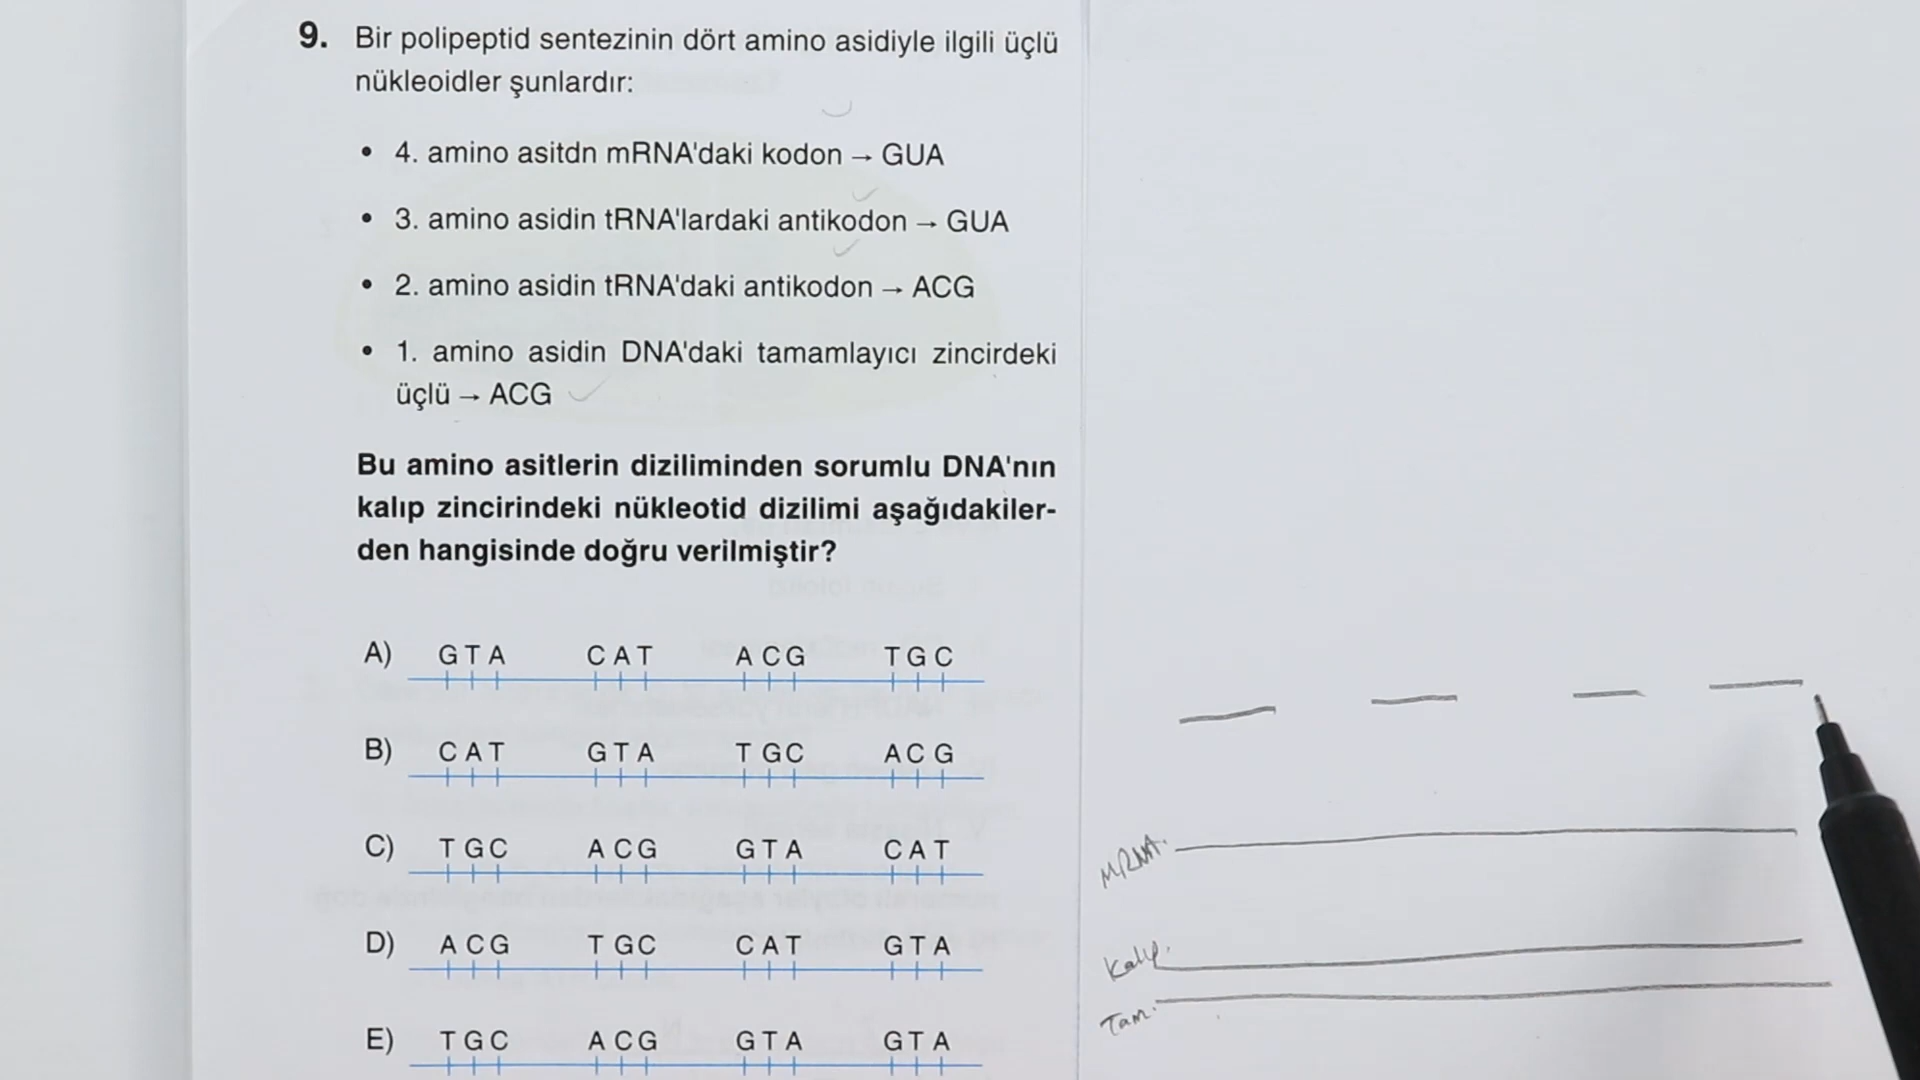 9. Bir polipeptid sentezinin dört amino asidiyle ilgili üçlü
nükleoidler şunlardır:
• 4. amino asitdn mRNA'daki kodon → GUA
• 3. amino asidin tRNA'lardaki antikodon → GUA
• 2. amino asidin tRNA'daki antikodon → ACG
• 1. amino asidin DNA'daki tamamlayıcı zincirdeki
üçlü → ACG
Bu amino asitlerin diziliminden sorumlu DNA'nın
kalıp zincirindeki nükleotid dizilimi aşağıdakiler-
den hangisinde doğru verilmiştir?
A) GTA CAT ACG TGC
B) CAT GTA TGC ACG
C) TGC ACG GTA CAT
D) ACG TGC CAT GTA
E) TGC ACG GTA GTA
mRNA.
Kalıp.
Tam.